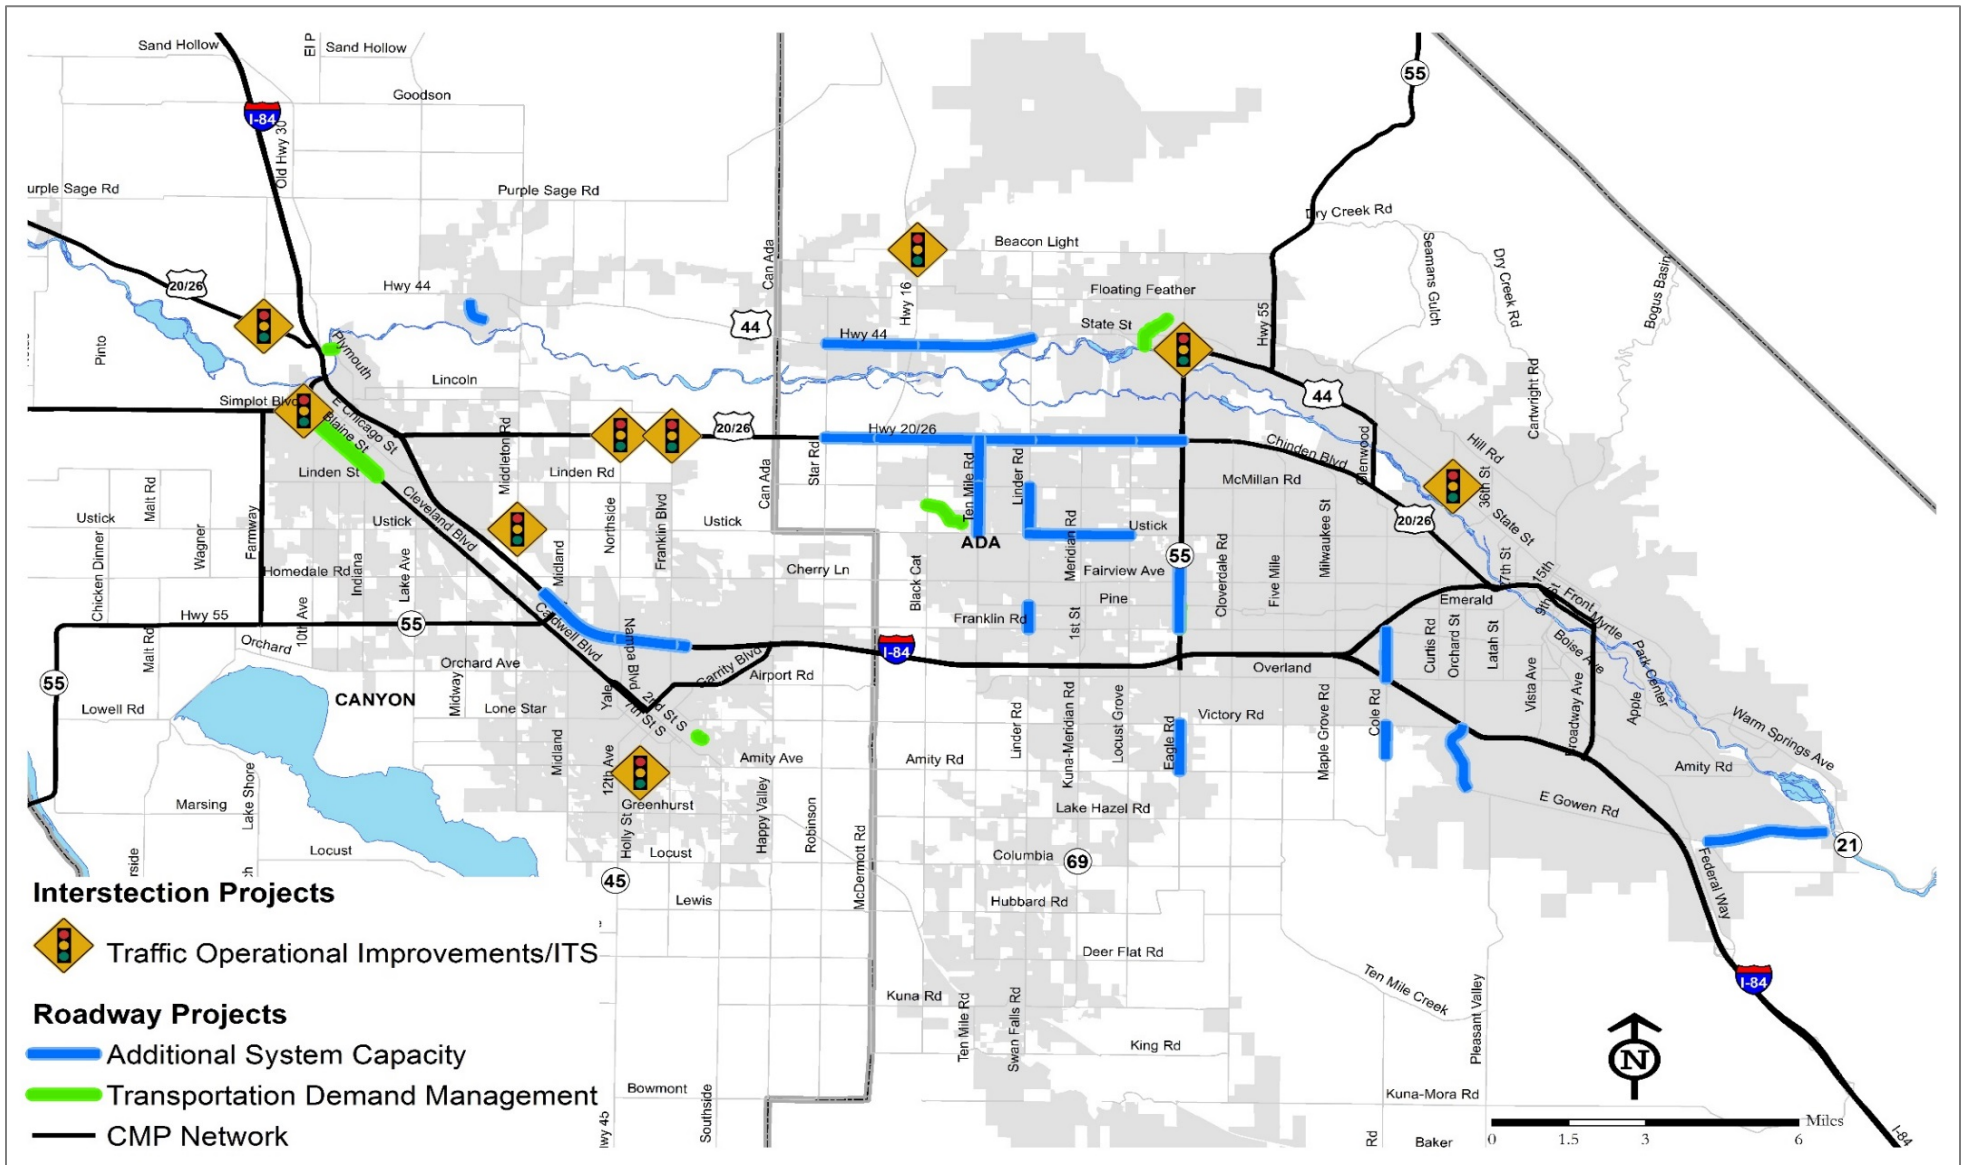 Sand Hollow
El P
Sand Hollow
55
Goodson
I-84
Old Hwy 30
urple Sage Rd
Purple Sage Rd
Dry Creek Rd
Can Ada
Beacon Light
Seamans Gulch
Dry Creek Rd
Bogus Basin
20/26
Hwy 44
Hwy 16
Floating Feather
Hwy 55
44
State St
Hwy 44
Pinto
Plymouth
Lincoln
44
Cartwright Rd
Simplot Blvd
E Chicago St
Blaine St
20/26
Hwy 20/26
Chinden Blvd
Glenwood
Hill Rd
Middleton Rd
Linden St
Linden Rd
Can Ada
Star Rd
Ten Mile Rd
Linder Rd
McMillan Rd
36th St
State St
Malt Rd
Cleveland Blvd
Ustick
Chicken Dinner
Wagner
Farmway
Ustick
Northside
Franklin Blvd
Ustick
Meridian Rd
Ustick
Milwaukee St
20/26
ADA
55
Cloverdale Rd
Five Mile
Homedale Rd
Indiana
Lake Ave
Midland
Cherry Ln
Black Cat
Fairview Ave
Pine
17th St
15th
Emerald
9th St
Front
Myrtle
Hwy 55
10th Ave
55
Caldwell Blvd
Nampa Blvd
Franklin Rd
1st St
Curtis Rd
Orchard St
Latah St
Boise Ave
Park Center
Malt Rd
Orchard
Orchard Ave
Garrity Blvd
I-84
Overland
55
CANYON
Midway
Airport Rd
Vista Ave
Broadway Ave
Apple
Lowell Rd
Lone Star
Yale
2nd St S
7th St S
Linder Rd
Kuna-Meridian Rd
Locust Grove
Eagle Rd
Victory Rd
Maple Grove Rd
Cole Rd
Warm Springs Ave
Midland
12th Ave
Amity Ave
Amity Rd
Amity Rd
Marsing
Lake Shore
Greenhurst
Happy Valley
Robinson
McDermott Rd
Lake Hazel Rd
E Gowen Rd
Holly St
Locust
Locust
Columbia
69
21
rside
ch
45
Federal Way
Interstection Projects
Lewis
Hubbard Rd
Traffic Operational Improvements/ITS
Deer Flat Rd
Ten Mile Creek
Pleasant Valley
I-84
Kuna Rd
Ten Mile Rd
Swan Falls Rd
Roadway Projects
Additional System Capacity
King Rd
N
Transportation Demand Management
Bowmont
Southside
Kuna-Mora Rd
Miles
CMP Network
Hwy 45
Rd
Baker
0 1.5 3 6
I-84